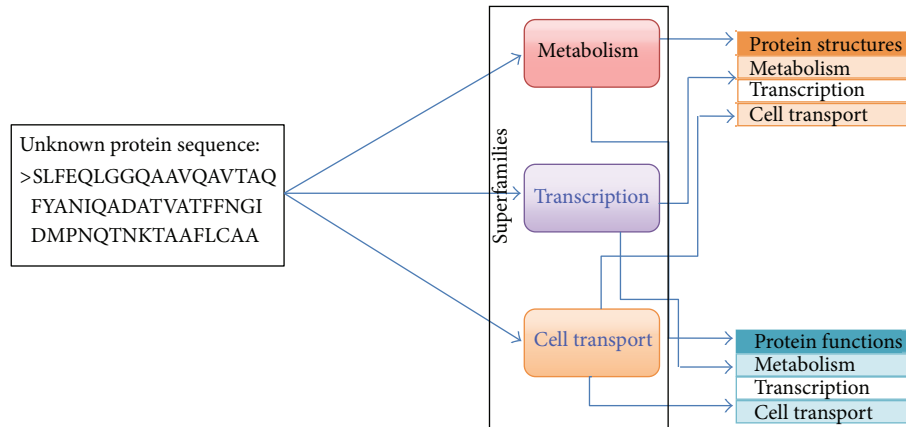 Unknown protein sequence:
>SLFEQLGGQAAVQAVTAQ
FYANIQADATVATFFNGI
DMPNQTNKTAAFLCAA
Superfamilies
Metabolism
Transcription
Cell transport
Protein structures
Metabolism
Transcription
Cell transport
Protein functions
Metabolism
Transcription
Cell transport